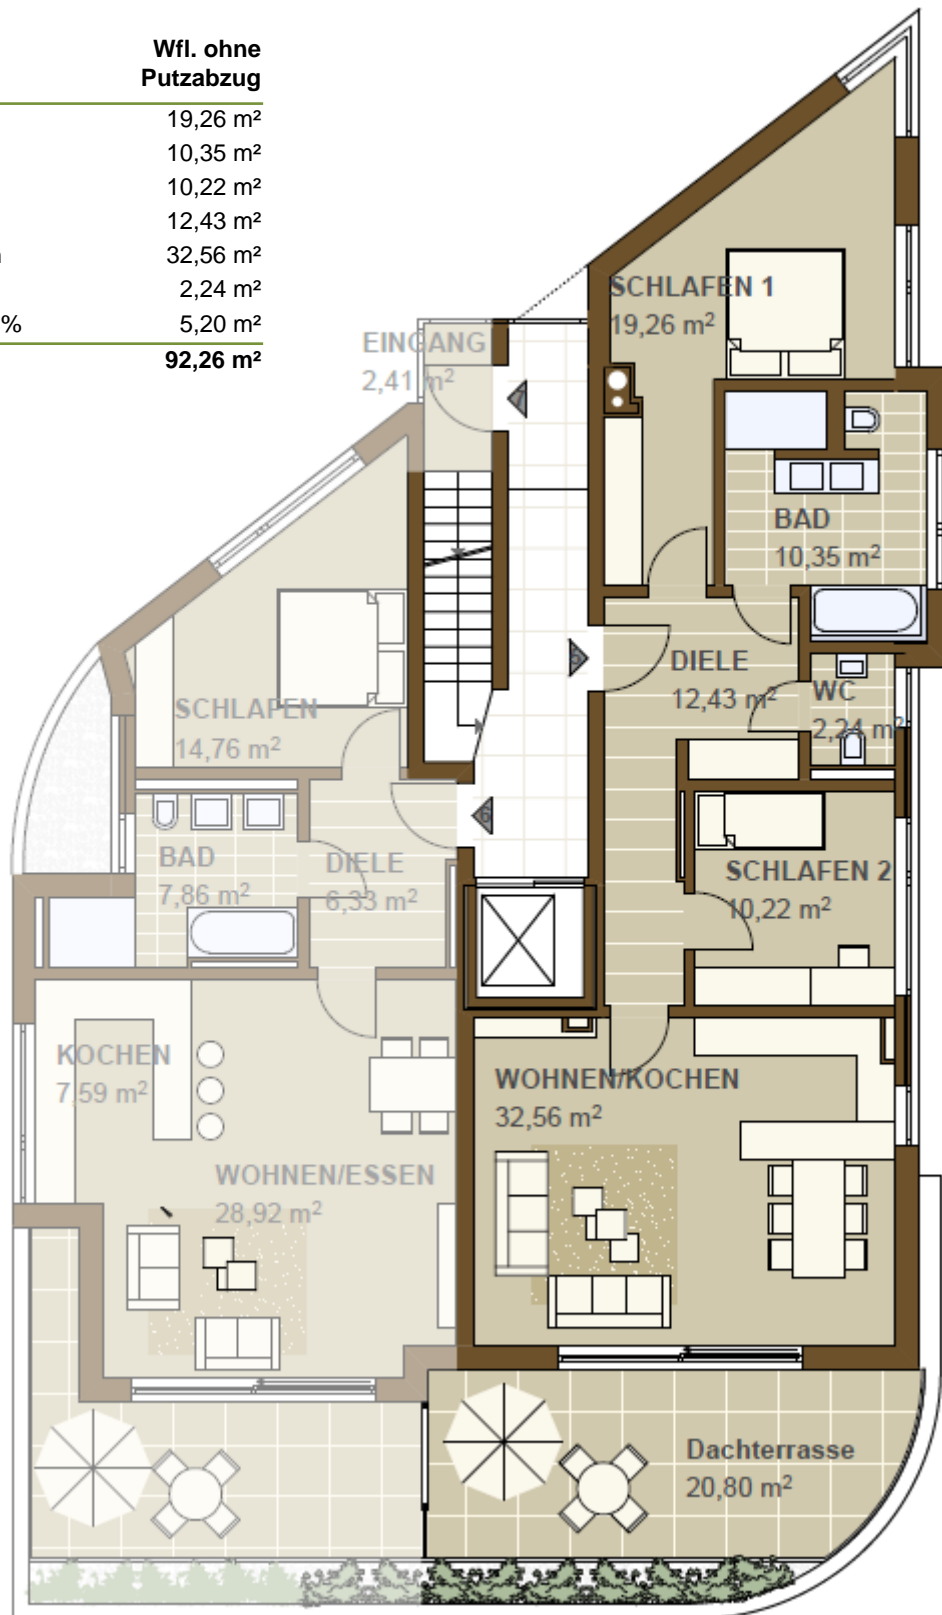 Wfl. ohne
Putzabzug
19,26 m²
10,35 m²
10,22 m²
12,43 m²
32,56 m²
2,24 m²
% 5,20 m²
92,26 m²
SCHLAFEN 1
19,26 m²
EINGANG
2,41 m²
BAD
10,35 m²
DIELE
12,43 m²
WC
2,24 m²
SCHLAFEN
14,76 m²
BAD
7,86 m²
DIELE
6,33 m²
6
SCHLAFEN 2
10,22 m²
KOCHEN
7,59 m²
WOHNEN/KOCHEN
32,56 m²
WOHNEN/ESSEN
28,92 m²
Dachterrasse
20,80 m²